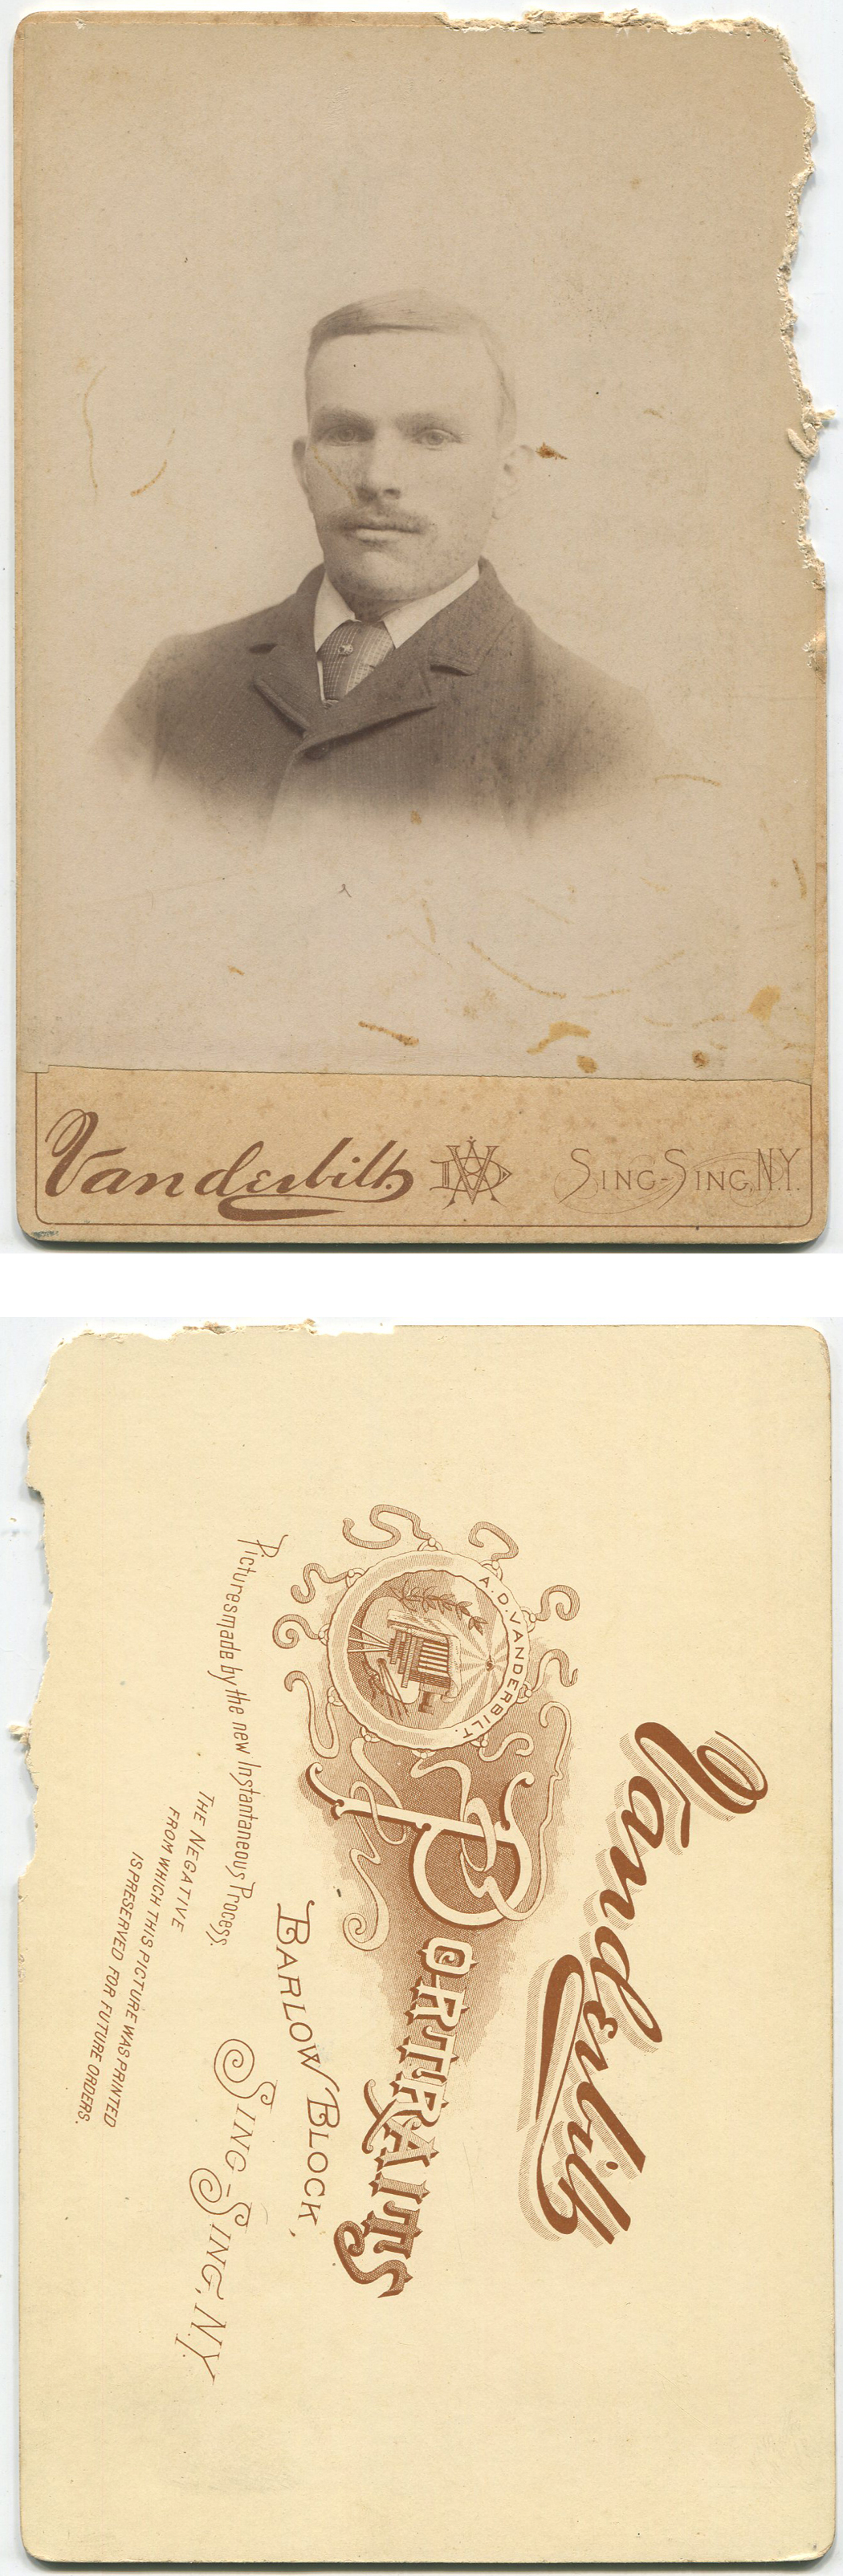 Vanderbilt.
AVD
SING-SING, N.Y.
Vanderbilt
A. D. VANDERBILT.
PORTRAITS
BARLOW BLOCK,
SING-SING, N.Y.
Pictures made by the new Instantaneous Process.
THE NEGATIVE
FROM WHICH THIS PICTURE WAS PRINTED
IS PRESERVED FOR FUTURE ORDERS.